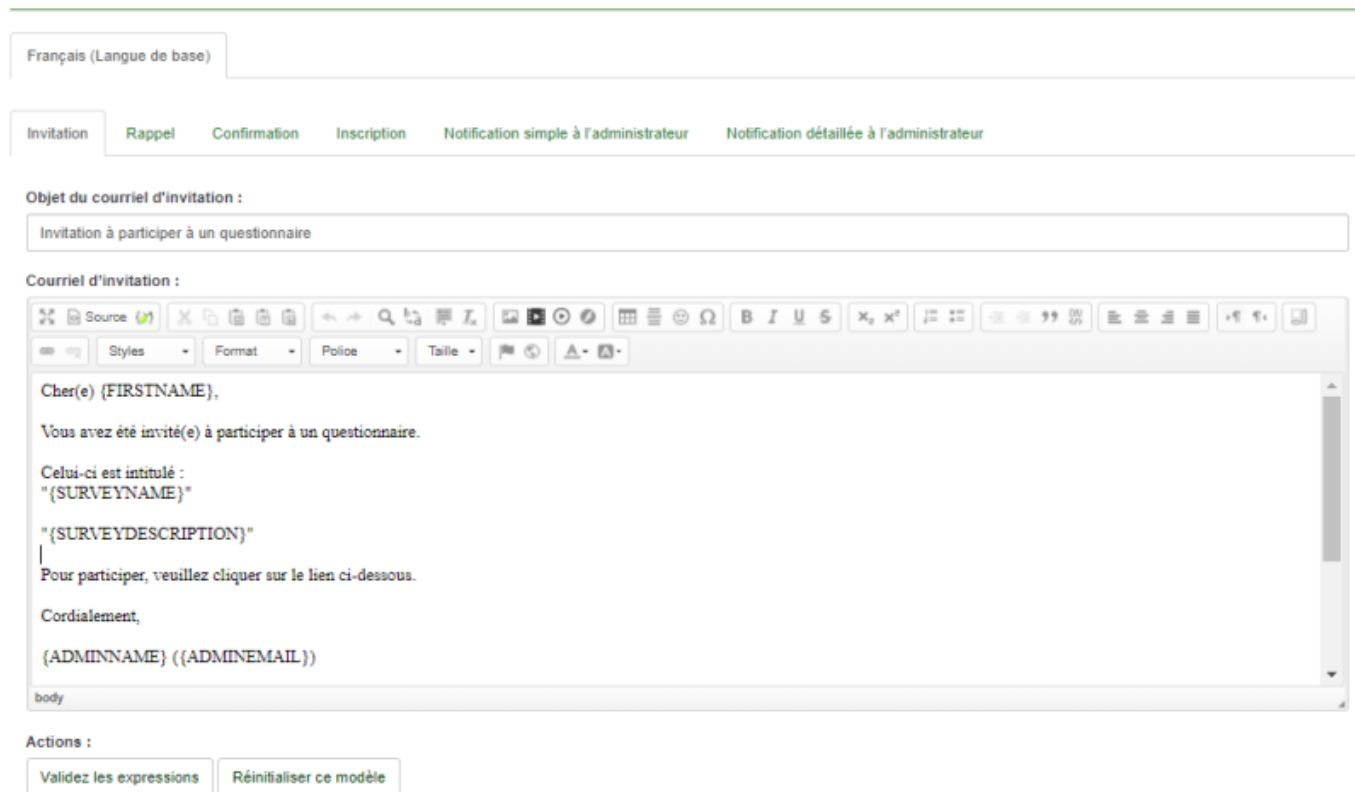 Français (Langue de base)
Invitation Rappel Confirmation Inscription Notification simple à l'administrateur Notification détaillée à l'administrateur
Objet du courriel d'invitation :
Invitation à participer à un questionnaire
Courriel d'invitation :
Source
B I U S
Styles Format Police Taille
Cher(e) {FIRSTNAME},
Vous avez été invité(e) à participer à un questionnaire.
Celui-ci est intitulé :
"{SURVEYNAME}"
"{SURVEYDESCRIPTION}"
Pour participer, veuillez cliquer sur le lien ci-dessous.
Cordialement,
{ADMINNAME} ({ADMINEMAIL})
body
Actions :
Validez les expressions Réinitialiser ce modèle